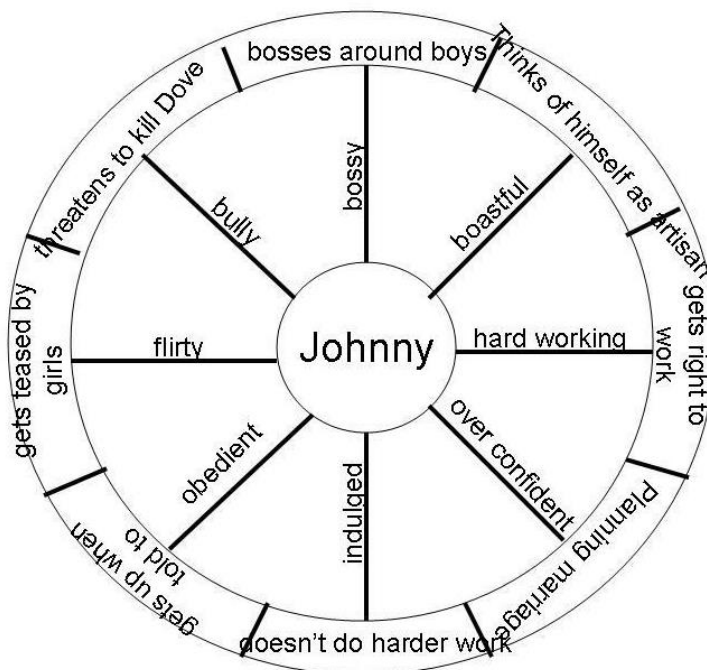 bosses around boys
Thinks of himself as artisan
gets right to
work
Planning marriage
doesn't do harder work
gets up when
told to
gets teased by
girls
threatens to kill Dove
bossy
boastful
hard working
over confident
indulged
obedient
flirty
bully
Johnny